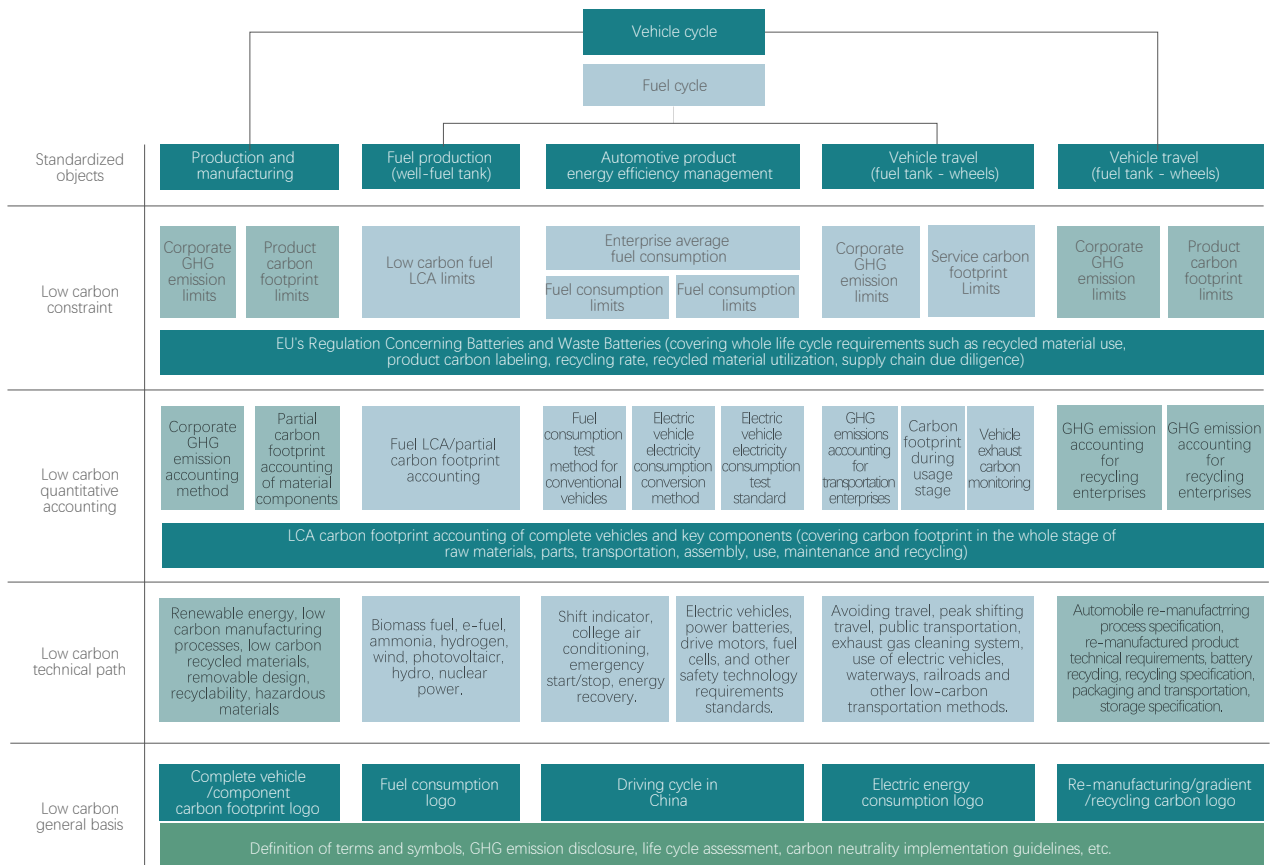 Vehicle cycle
Fuel cycle
Standardized
objects
Production and
manufacturing
Fuel production
(well-fuel tank)
Automotive product
energy efficiency management
Vehicle travel
(fuel tank - wheels)
Vehicle travel
(fuel tank - wheels)
Low carbon
constraint
Corporate
GHG
emission
limits
Product
carbon
footprint
limits
Low carbon fuel
LCA limits
Enterprise average
fuel consumption
Fuel consumption
limits
Fuel consumption
limits
Corporate
GHG
emission
limits
Service carbon
footprint
Limits
Corporate
GHG
emission
limits
Product
carbon
footprint
limits
EU's Regulation Concerning Batteries and Waste Batteries (covering whole life cycle requirements such as recycled material use,
product carbon labeling, recycling rate, recycled material utilization, supply chain due diligence)
Low carbon
quantitative
accounting
Corporate
GHG
emission
accounting
method
Partial
carbon
footprint
accounting
of material
components
Fuel LCA/partial
carbon footprint
accounting
Fuel
consumption
test
method for
conventional
vehicles
Electric
vehicle
electricity
consumption
conversion
method
Electric
vehicle
electricity
consumption
test
standard
GHG
emissions
accounting
for
transportation
enterprises
Carbon
footprint
during
usage
stage
Vehicle
exhaust
carbon
monitoring
GHG emission
accounting
for
recycling
enterprises
GHG emission
accounting
for
recycling
enterprises
LCA carbon footprint accounting of complete vehicles and key components (covering carbon footprint in the whole stage of
raw materials, parts, transportation, assembly, use, maintenance and recycling)
Low carbon
technical path
Renewable energy, low
carbon manufacturing
processes, low carbon
recycled materials,
removable design,
recyclability, hazardous
materials
Biomass fuel, e-fuel,
ammonia, hydrogen,
wind, photovoltaicr,
hydro, nuclear
power.
Shift indicator,
college air
conditioning,
emergency
start/stop, energy
recovery.
Electric vehicles,
power batteries,
drive motors, fuel
cells, and other
safety technology
requirements
standards.
Avoiding travel, peak shifting
travel, public transportation,
exhaust gas cleaning system,
use of electric vehicles,
waterways, railroads and
other low-carbon
transportation methods.
Automobile re-manufactrring
process specification,
re-manufactured product
technical requirements, battery
recycling, recycling specification,
packaging and transportation,
storage specification.
Low carbon
general basis
Complete vehicle
/component
carbon footprint logo
Fuel consumption
logo
Driving cycle in
China
Electric energy
consumption logo
Re-manufacturing/gradient
/recycling carbon logo
Definition of terms and symbols, GHG emission disclosure, life cycle assessment, carbon neutrality implementation guidelines, etc.